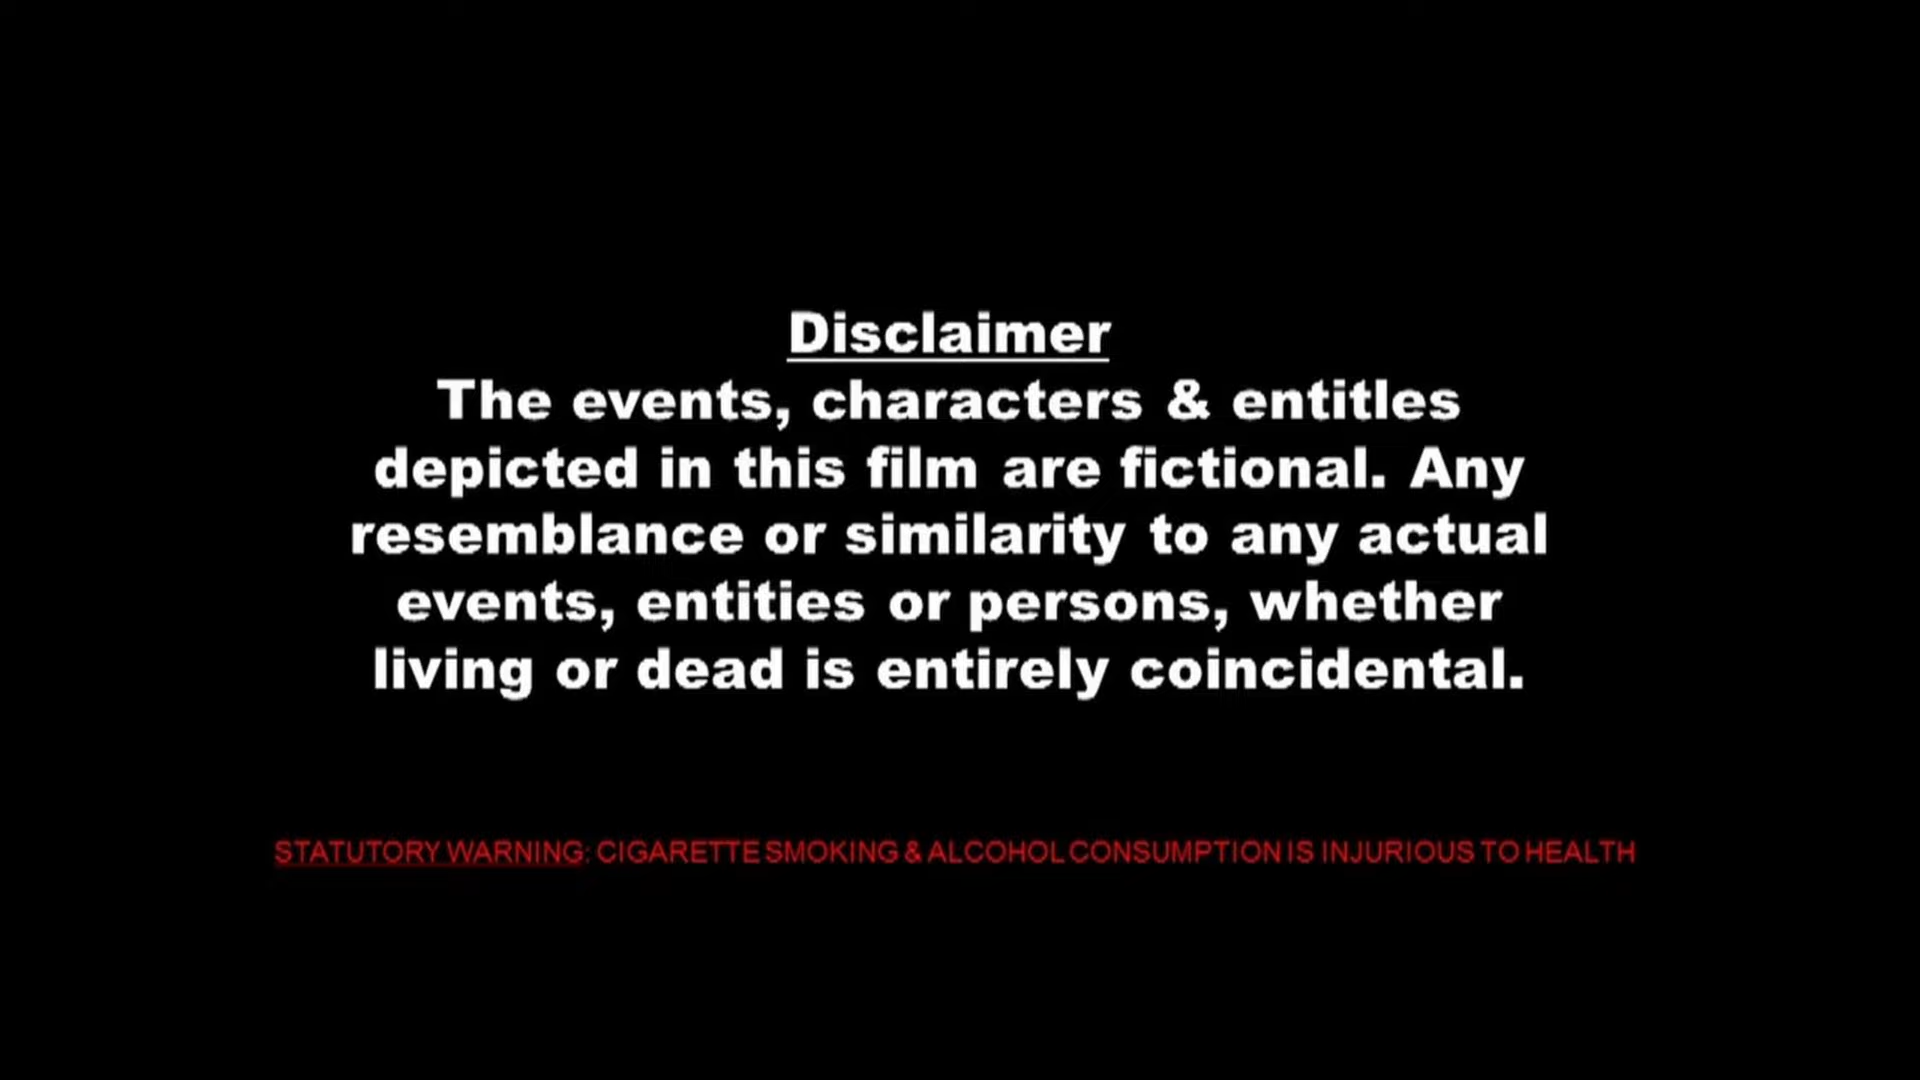 Disclaimer
The events, characters & entitles
depicted in this film are fictional. Any
resemblance or similarity to any actual
events, entities or persons, whether
living or dead is entirely coincidental.
STATUTORY WARNING: CIGARETTE SMOKING & ALCOHOL CONSUMPTION IS INJURIOUS TO HEALTH